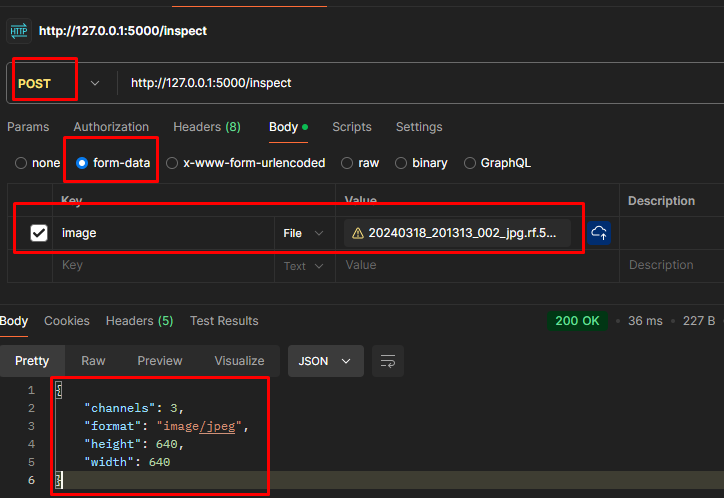 HTTP http://127.0.0.1:5000/inspect
POST http://127.0.0.1:5000/inspect
Params Authorization Headers (8) Body Scripts Settings
none form-data x-www-form-urlencoded raw binary GraphQL
Key Value Description
image File 20240318_201313_002_jpg.rf.5...
Key Text Value Description
Body Cookies Headers (5) Test Results 200 OK 36 ms 227 B
Pretty Raw Preview Visualize JSON
1 {
2 "channels": 3,
3 "format": "image/jpeg",
4 "height": 640,
5 "width": 640
6 }